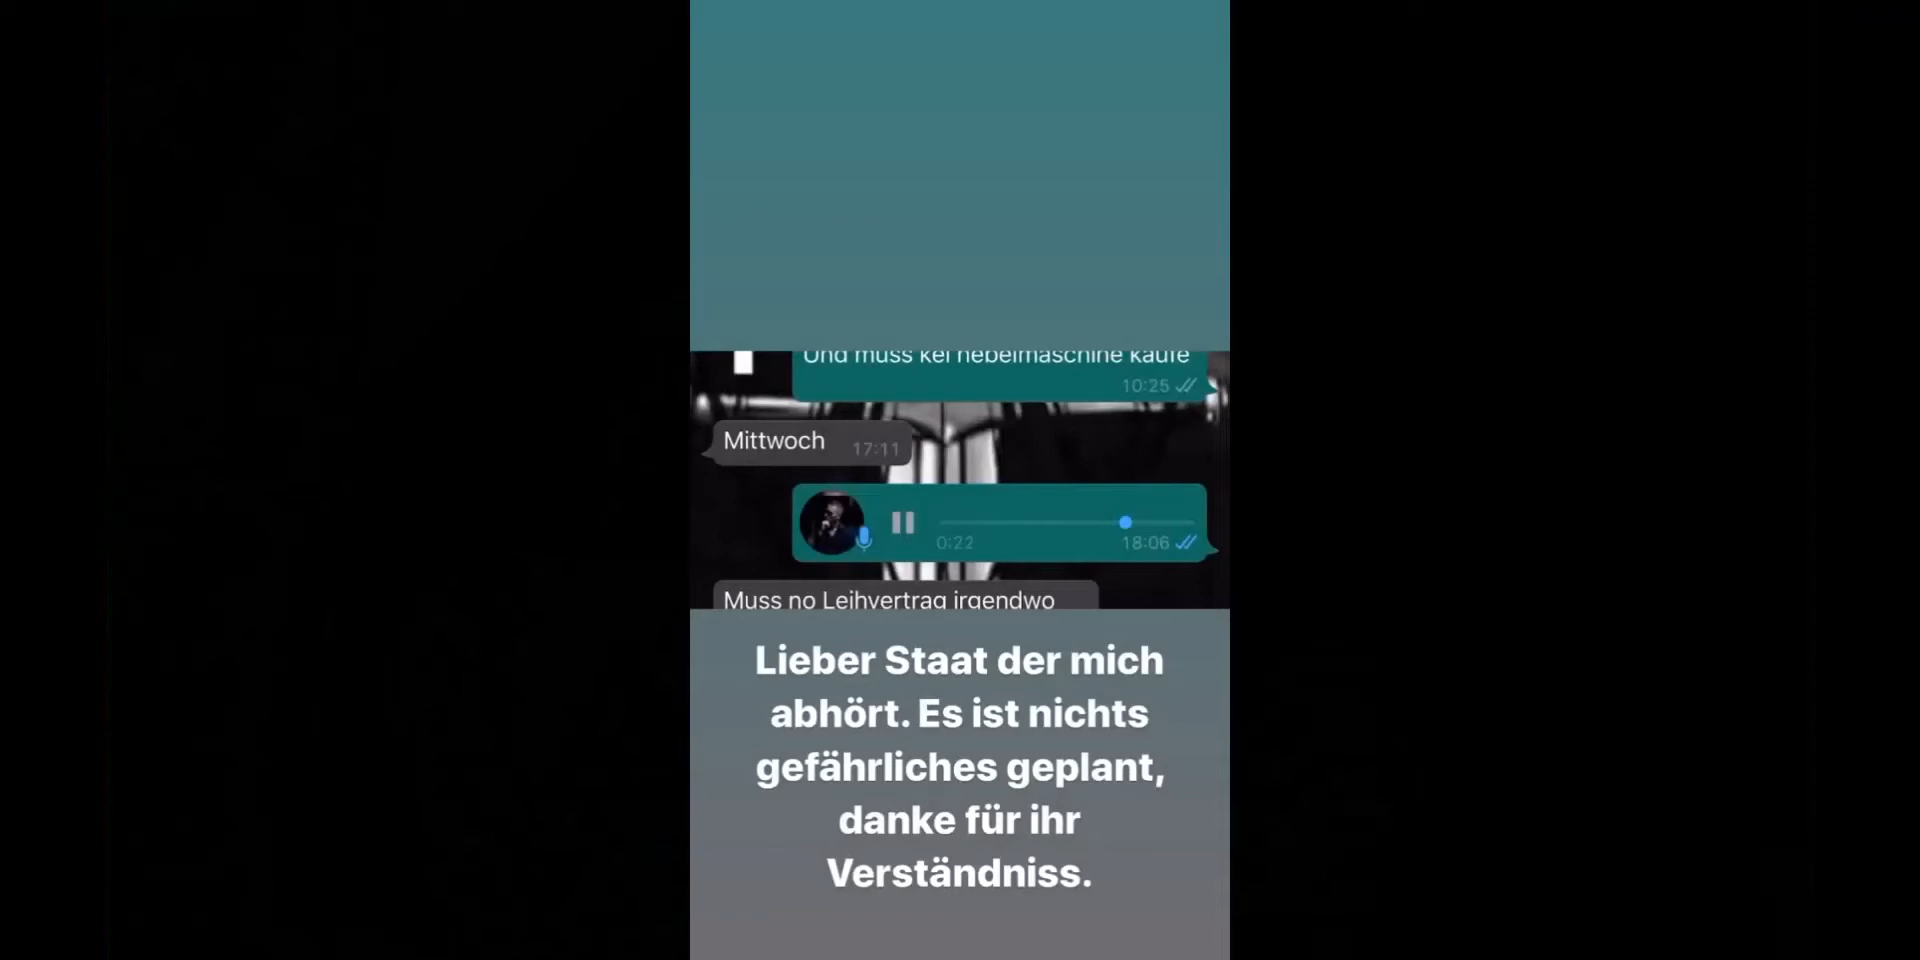 Und muss kei nebelmaschine kaufe
10:25
Mittwoch 17:11
0:22 18:06
Muss no Leihvertrag irgendwo
Lieber Staat der mich
abhört. Es ist nichts
gefährliches geplant,
danke für ihr
Verständniss.